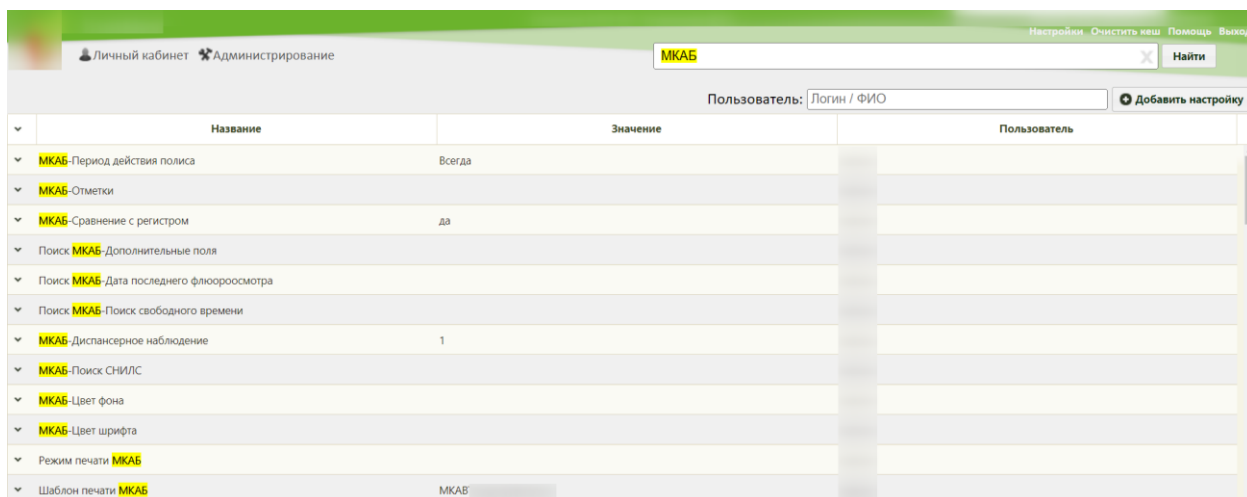 Настройки Очистить кеш Помощь Выход
Личный кабинет Администрирование МКАБ Найти
Пользователь: Логин / ФИО Добавить настройку
Название Значение Пользователь
МКАБ-Период действия полиса Всегда
МКАБ-Отметки
МКАБ-Сравнение с регистром да
Поиск МКАБ-Дополнительные поля
Поиск МКАБ-Дата последнего флюороосмотра
Поиск МКАБ-Поиск свободного времени
МКАБ-Диспансерное наблюдение 1
МКАБ-Поиск СНИЛС
МКАБ-Цвет фона
МКАБ-Цвет шрифта
Режим печати МКАБ
Шаблон печати МКАБ